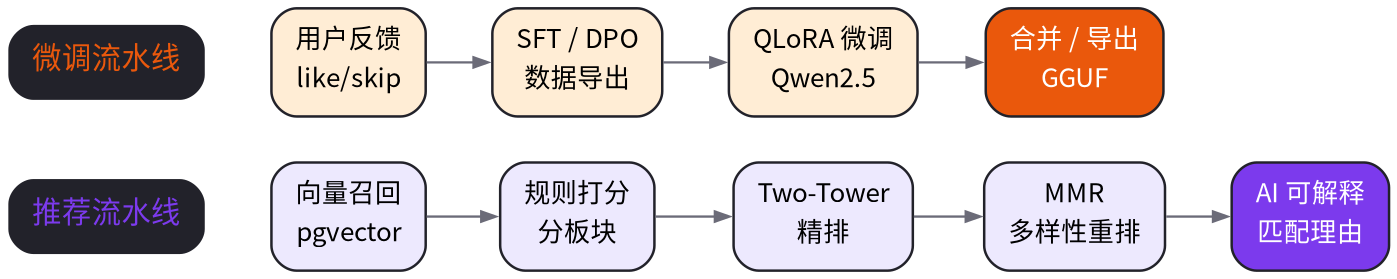 微调流水线
用户反馈
like/skip
SFT / DPO
数据导出
QLoRA 微调
Qwen2.5
合并 / 导出
GGUF
推荐流水线
向量召回
pgvector
规则打分
分板块
Two-Tower
精排
MMR
多样性重排
AI 可解释
匹配理由